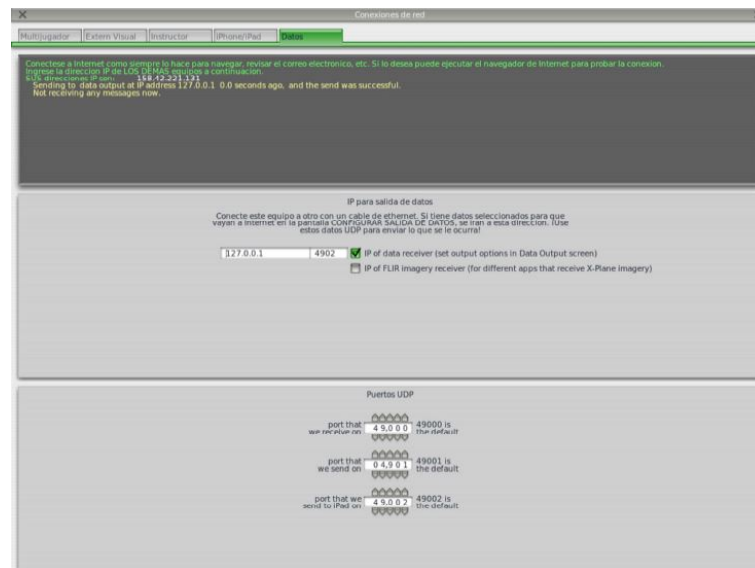 Conexiones de red
Multijugador Extern Visual Instructor iPhone/iPad Datos
Conectese a Internet como siempre lo hace para navegar, revisar el correo electronico, etc. Si lo desea puede ejecutar el navegador de Internet para probar la conexion.
Ingrese la direccion IP de LOS DEMAS equipos a continuacion.
SUS direcciones IP son: 158.42.221.131
Sending to data output at IP address 127.0.0.1 0.0 seconds ago, and the send was successful.
Not receiving any messages now.
IP para salida de datos
Conecte este equipo a otro con un cable de ethernet. Si tiene datos seleccionados para que
vayan a Internet en la pantalla CONFIGURAR SALIDA DE DATOS, se iran a esta direccion. !Use
estos datos UDP para enviar lo que se le ocurra!
127.0.0.1 4902 IP of data receiver (set output options in Data Output screen)
IP of FLIR imagery receiver (for different apps that receive X-Plane imagery)
Puertos UDP
port that 49000 is
we receive on 4 9,0 0 0 the default
port that 49001 is
we send on 0 4,9 0 1 the default
port that we 49002 is
send to iPad on 4 9,0 0 2 the default